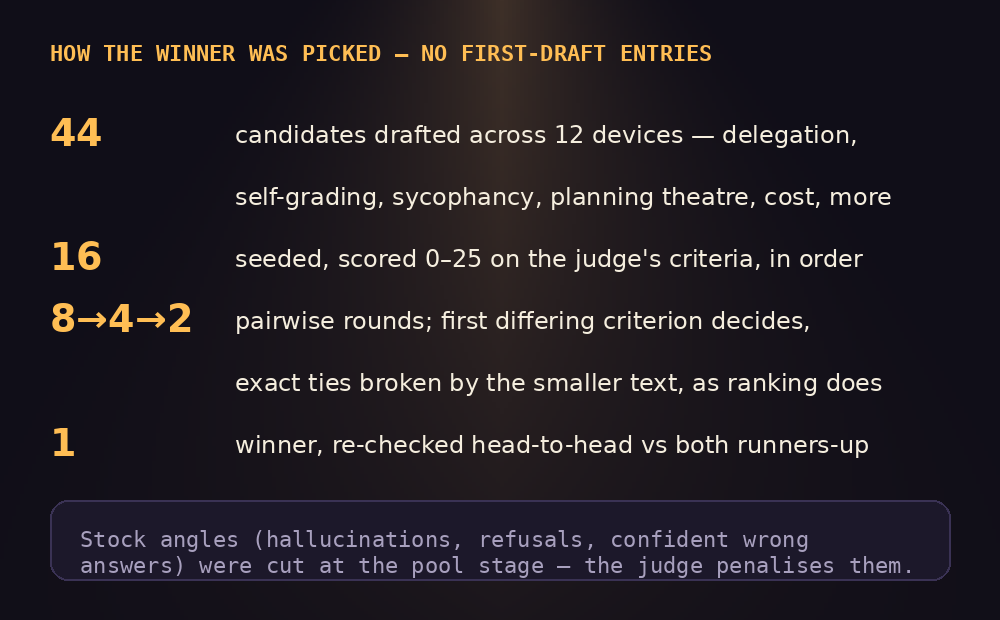 HOW THE WINNER WAS PICKED — NO FIRST-DRAFT ENTRIES
44 candidates drafted across 12 devices — delegation,
self-grading, sycophancy, planning theatre, cost, more
16 seeded, scored 0–25 on the judge's criteria, in order
8→4→2 pairwise rounds; first differing criterion decides,
exact ties broken by the smaller text, as ranking does
1 winner, re-checked head-to-head vs both runners-up
Stock angles (hallucinations, refusals, confident wrong
answers) were cut at the pool stage — the judge penalises them.